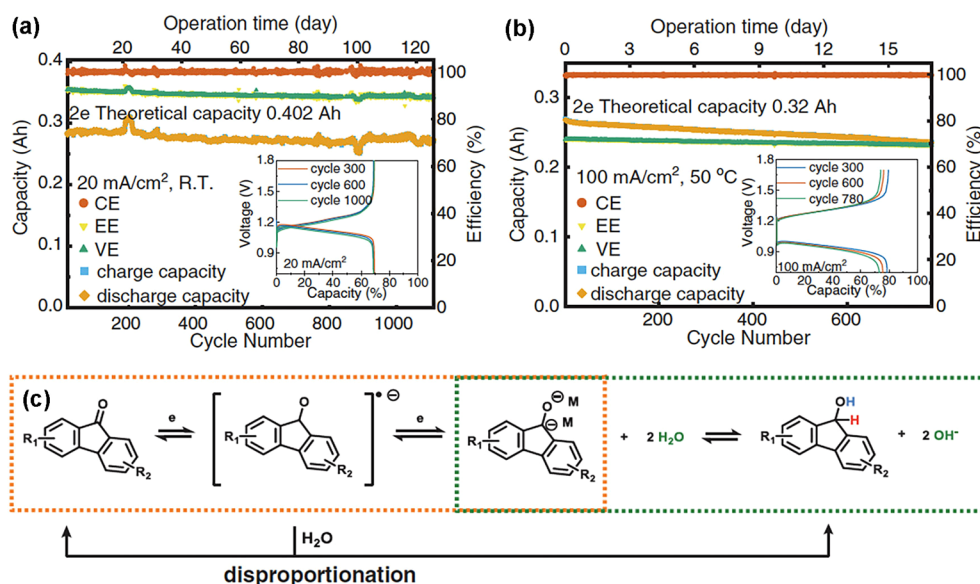 (a)
Operation time (day)
20 40 60 80 100 120
0.4
0.3
0.2
0.1
0.0
Capacity (Ah)
100
80
60
40
20
0
Efficiency (%)
2e Theoretical capacity 0.402 Ah
20 mA/cm², R.T.
CE
EE
VE
charge capacity
discharge capacity
1.8
1.5
1.2
0.9
Voltage (V)
cycle 300
cycle 600
cycle 1000
20 mA/cm²
0 20 40 60 80 100
Capacity (%)
200 400 600 800 1000
Cycle Number
(b)
Operation time (day)
0 3 6 9 12 15
0.3
0.2
0.1
0.0
Capacity (Ah)
100
80
60
40
20
0
Efficiency (%)
2e Theoretical capacity 0.32 Ah
100 mA/cm², 50 °C
CE
EE
VE
charge capacity
discharge capacity
1.8
1.5
1.2
0.9
Voltage (V)
cycle 300
cycle 600
cycle 780
100 mA/cm²
0 20 40 60 80 100
Capacity (%)
200 400 600
Cycle Number
(c)
O
R₁
R₂
e
O
R₁
R₂
•⊖
e
O⊖ M
⊖ M
R₁
R₂
+ 2 H₂O
OH
H
R₁
R₂
+ 2 OH⁻
H₂O
disproportionation